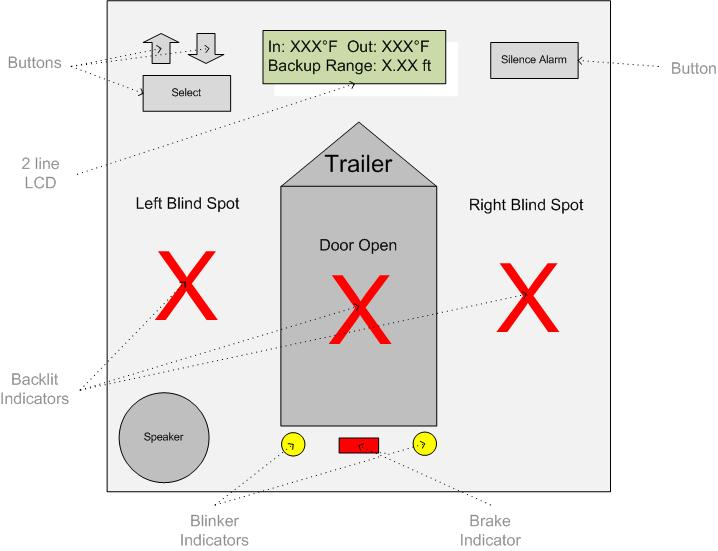 Buttons
Select
In: XXX°F Out: XXX°F
Backup Range: X.XX ft
Silence Alarm
Button
2 line
LCD
Trailer
Left Blind Spot
Right Blind Spot
Door Open
X
X
X
Backlit
Indicators
Speaker
Blinker
Indicators
Brake
Indicator